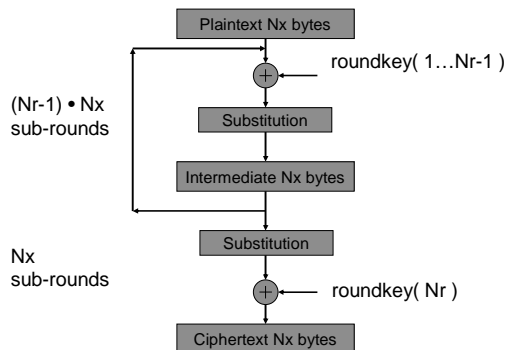 Plaintext Nx bytes
roundkey( 1…Nr-1 )
(Nr-1) • Nx
sub-rounds
Substitution
Intermediate Nx bytes
Substitution
Nx
sub-rounds
roundkey( Nr )
Ciphertext Nx bytes